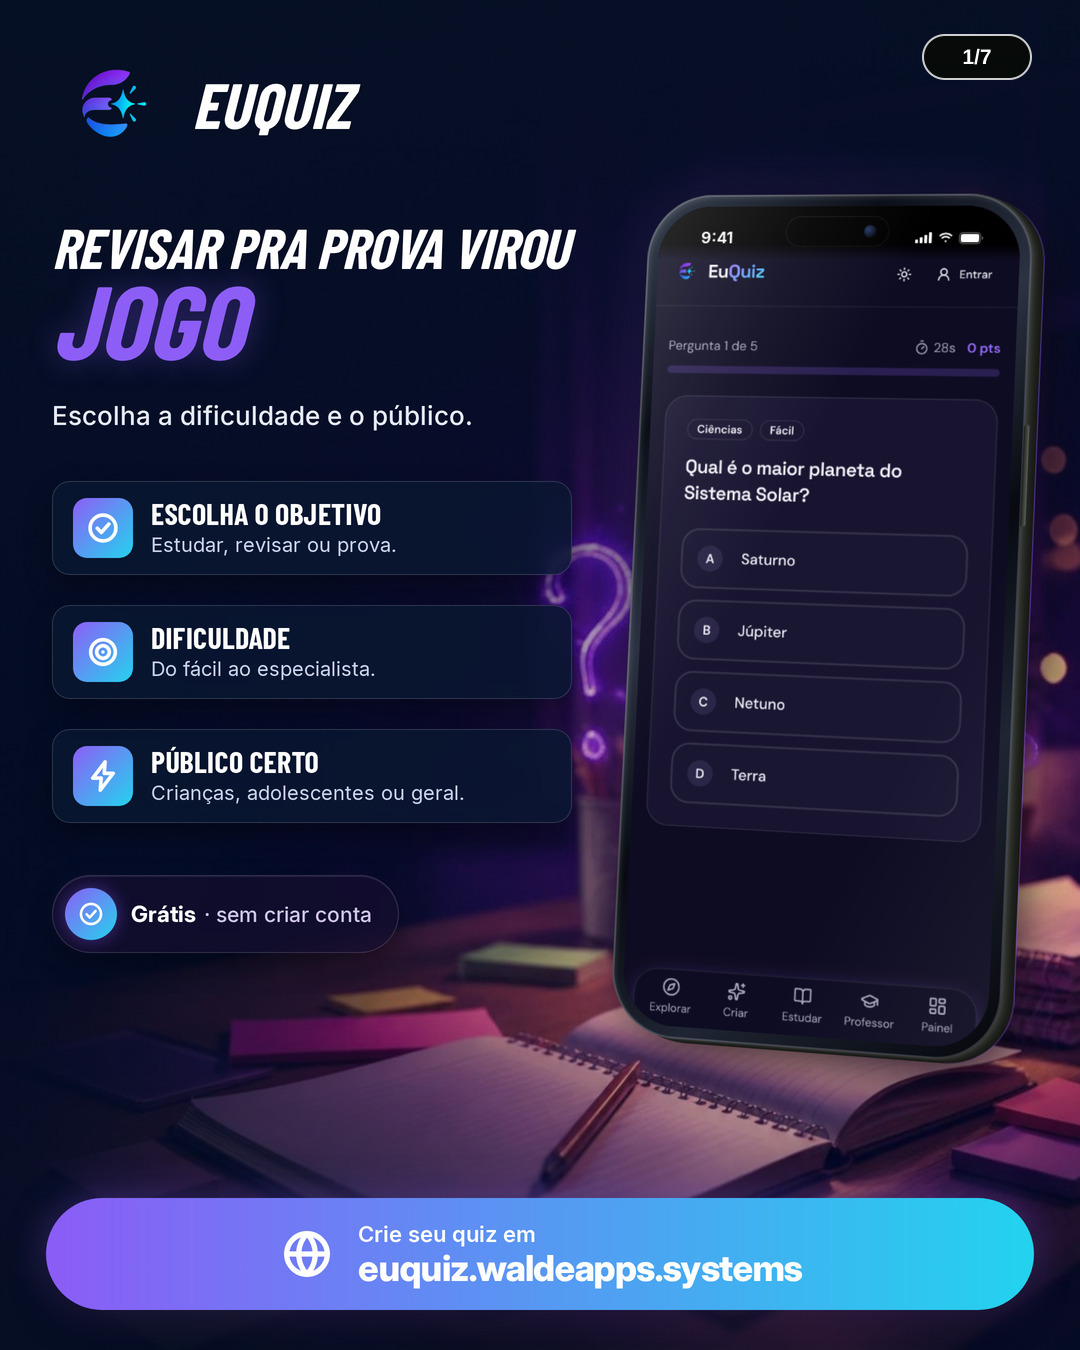 1/7
EUQUIZ
REVISAR PRA PROVA VIROU
JOGO
Escolha a dificuldade e o público.
ESCOLHA O OBJETIVO
Estudar, revisar ou prova.
DIFICULDADE
Do fácil ao especialista.
PÚBLICO CERTO
Crianças, adolescentes ou geral.
Grátis · sem criar conta
9:41
EuQuiz
Entrar
Pergunta 1 de 5
28s 0 pts
Ciências Fácil
Qual é o maior planeta do
Sistema Solar?
A Saturno
B Júpiter
C Netuno
D Terra
Explorar Criar Estudar Professor Painel
Crie seu quiz em
euquiz.waldeapps.systems